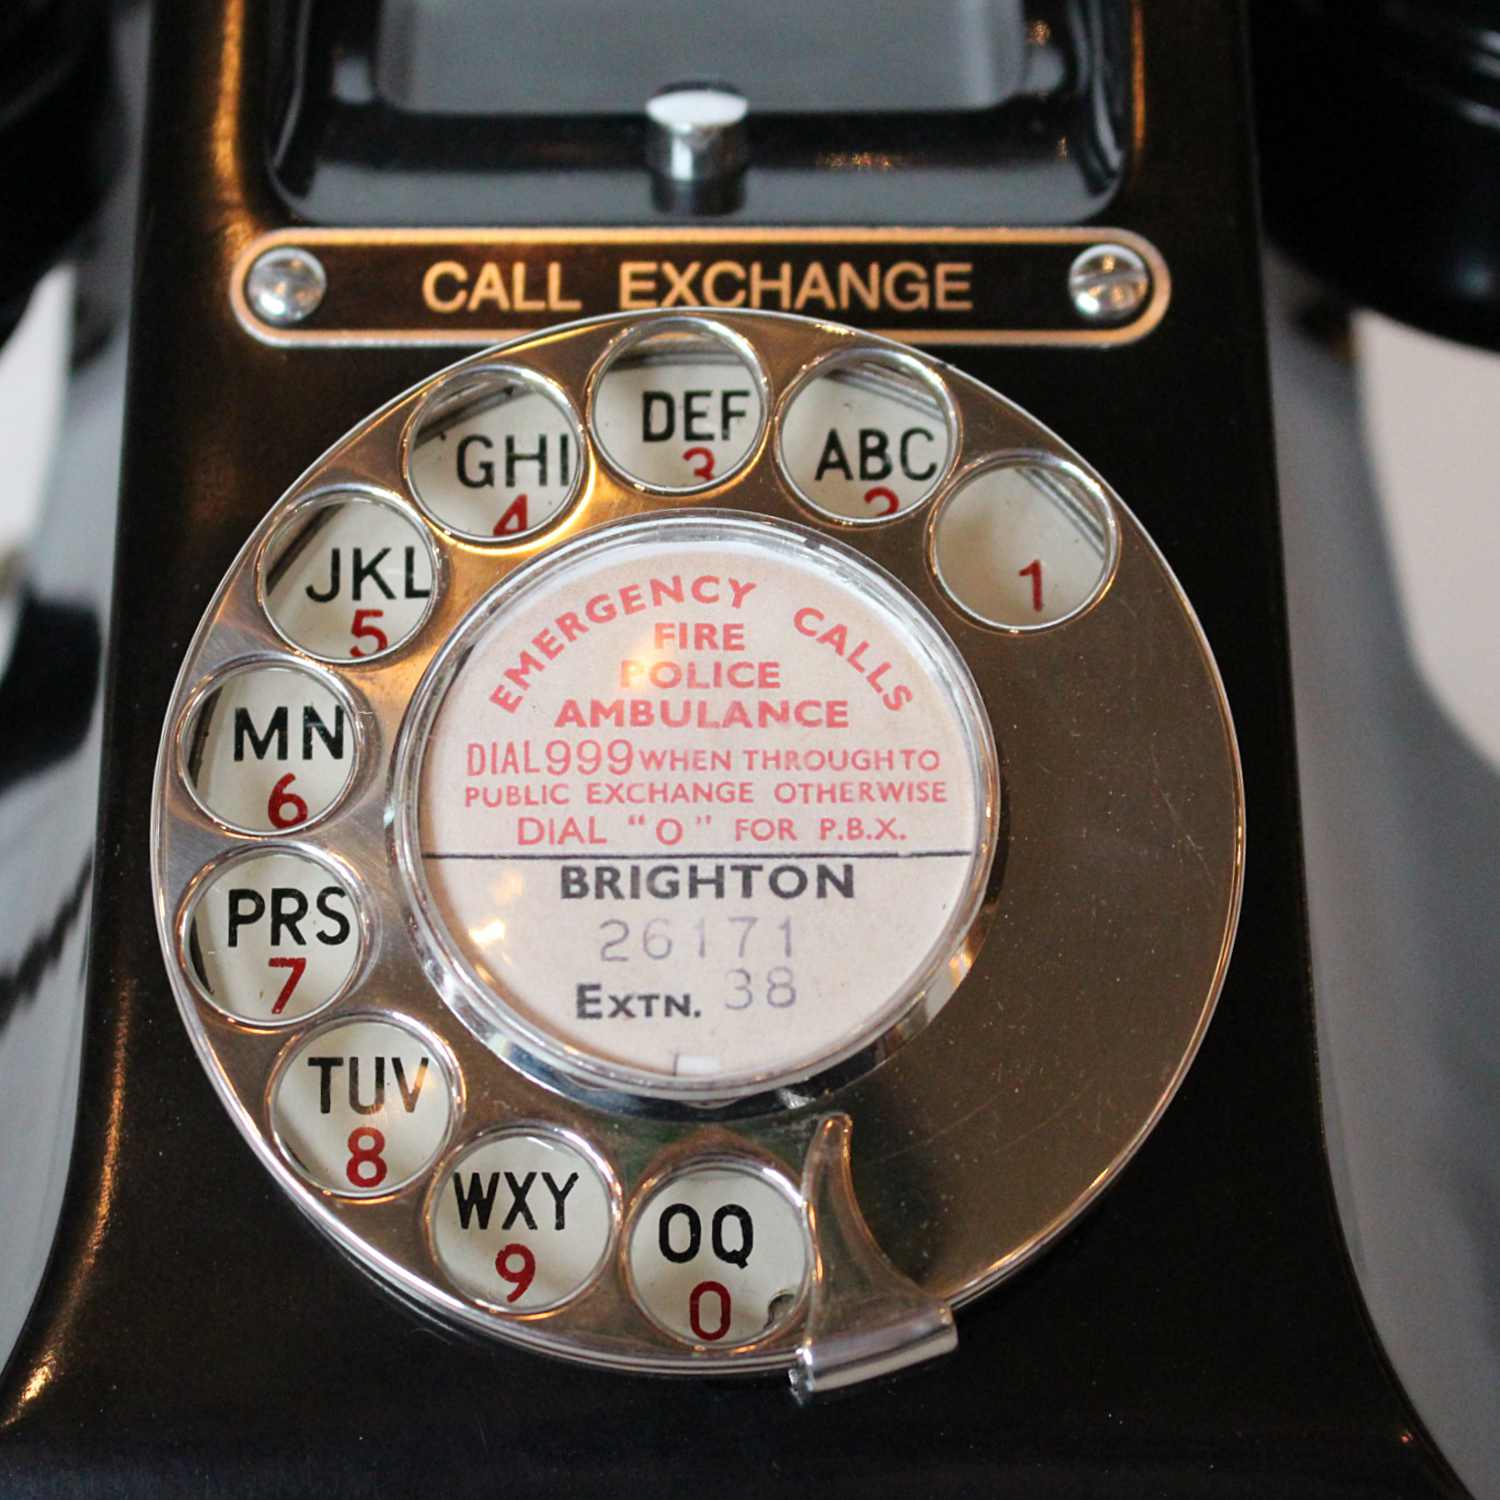 CALL EXCHANGE
DEF
3
ABC
2
GHI
4
1
JKL
5
MN
6
PRS
7
TUV
8
WXY
9
OQ
0
EMERGENCY CALLS
FIRE
POLICE
AMBULANCE
DIAL 999 WHEN THROUGH TO
PUBLIC EXCHANGE OTHERWISE
DIAL "O" FOR P.B.X.
BRIGHTON
26171
EXTN. 38